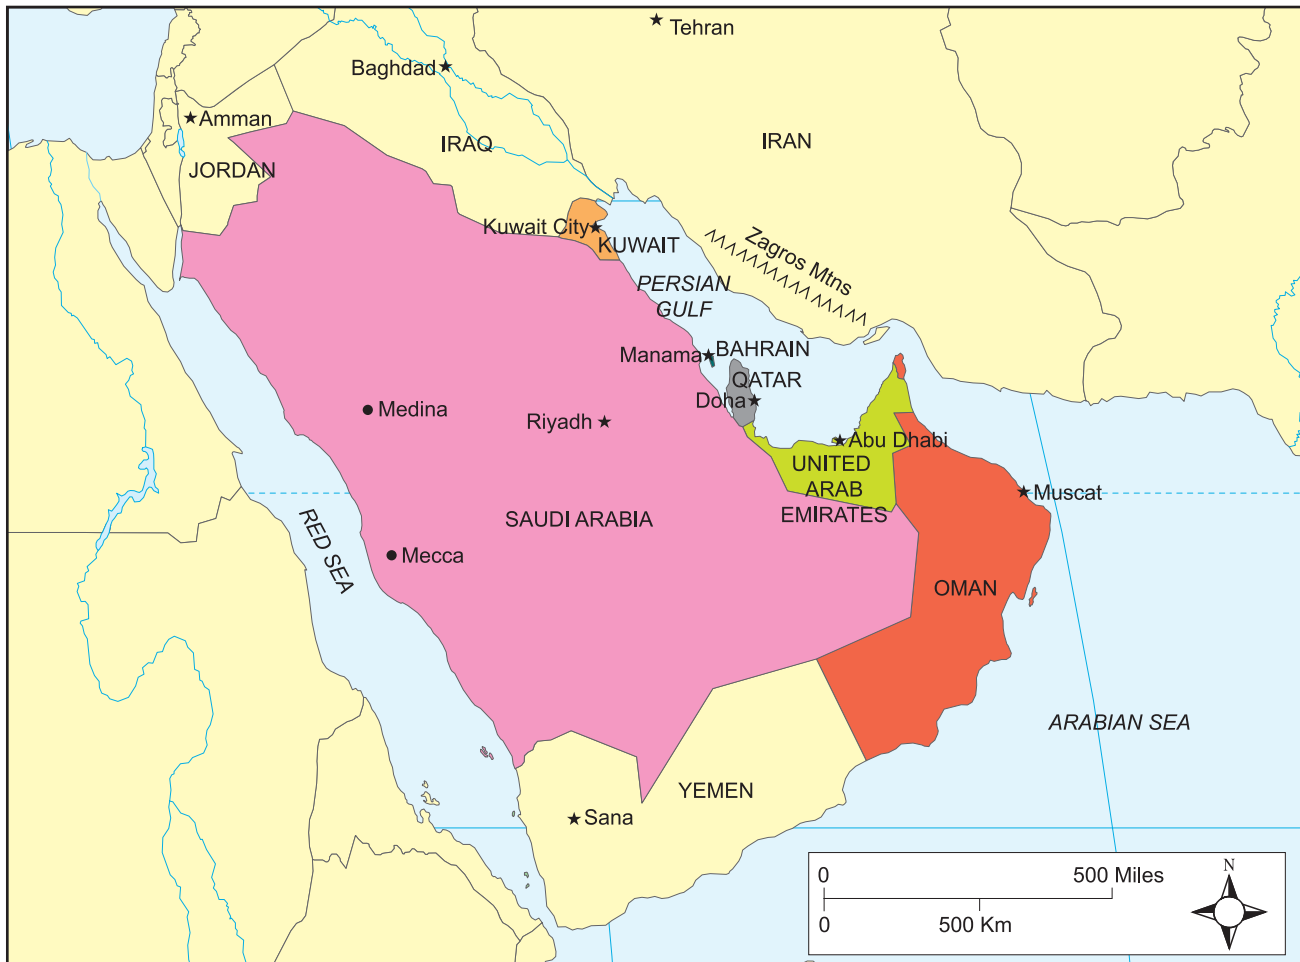 Tehran
Baghdad
Amman
IRAQ
IRAN
JORDAN
Kuwait City
KUWAIT
Zagros Mtns
PERSIAN
GULF
Manama
BAHRAIN
QATAR
Doha
Medina
Riyadh
Abu Dhabi
UNITED
ARAB
EMIRATES
Muscat
SAUDI ARABIA
RED SEA
Mecca
OMAN
ARABIAN SEA
YEMEN
Sana
0
500 Miles
0
500 Km
N